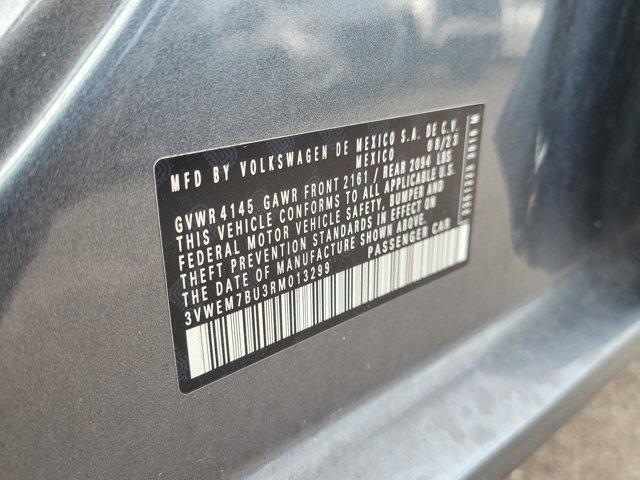 MFD BY VOLKSWAGEN DE MEXICO S.A. DE C.V.
MEXICO 08/23
GVWR 4145 GAWR FRONT 2161 / REAR 2094 LBS
THIS VEHICLE CONFORMS TO ALL APPLICABLE U.S.
FEDERAL MOTOR VEHICLE SAFETY, BUMPER AND
THEFT PREVENTION STANDARDS IN EFFECT ON
THE DATE OF MANUFACTURE SHOWN ABOVE.
3VWEM7BU3RM013299 PASSENGER CAR